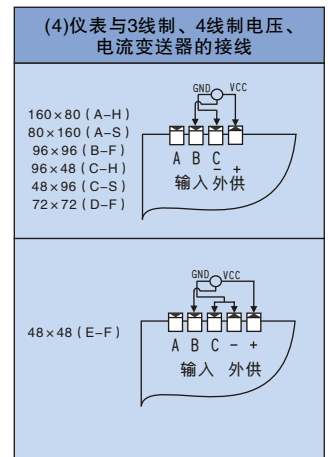 (4)仪表与3线制、4线制电压、
电流变送器的接线
GND VCC
160×80 ( A-H )
80×160 ( A-S )
96×96 ( B-F )
96×48 ( C-H )
48×96 ( C-S )
72×72 ( D-F )
A B C
− +
输入 外供
GND VCC
48×48 ( E-F )
A B C − +
输入 外供